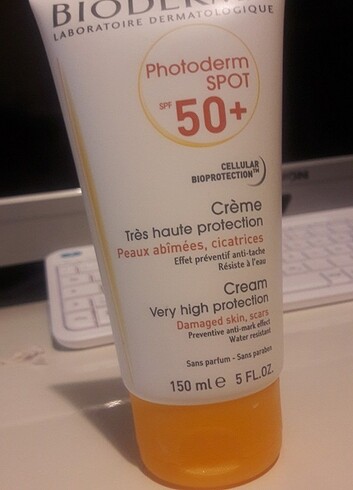 BIODERMA
LABORATOIRE DERMATOLOGIQUE
Photoderm
SPOT
SPF 50+
CELLULAR
BIOPROTECTION™
Crème
Très haute protection
Peaux abîmées, cicatrices
Effet préventif anti-tache
Résiste à l'eau
Cream
Very high protection
Damaged skin, scars
Preventive anti-mark effect
Water resistant
Sans parfum - Sans paraben
150 ml ℮ 5 FL.OZ.